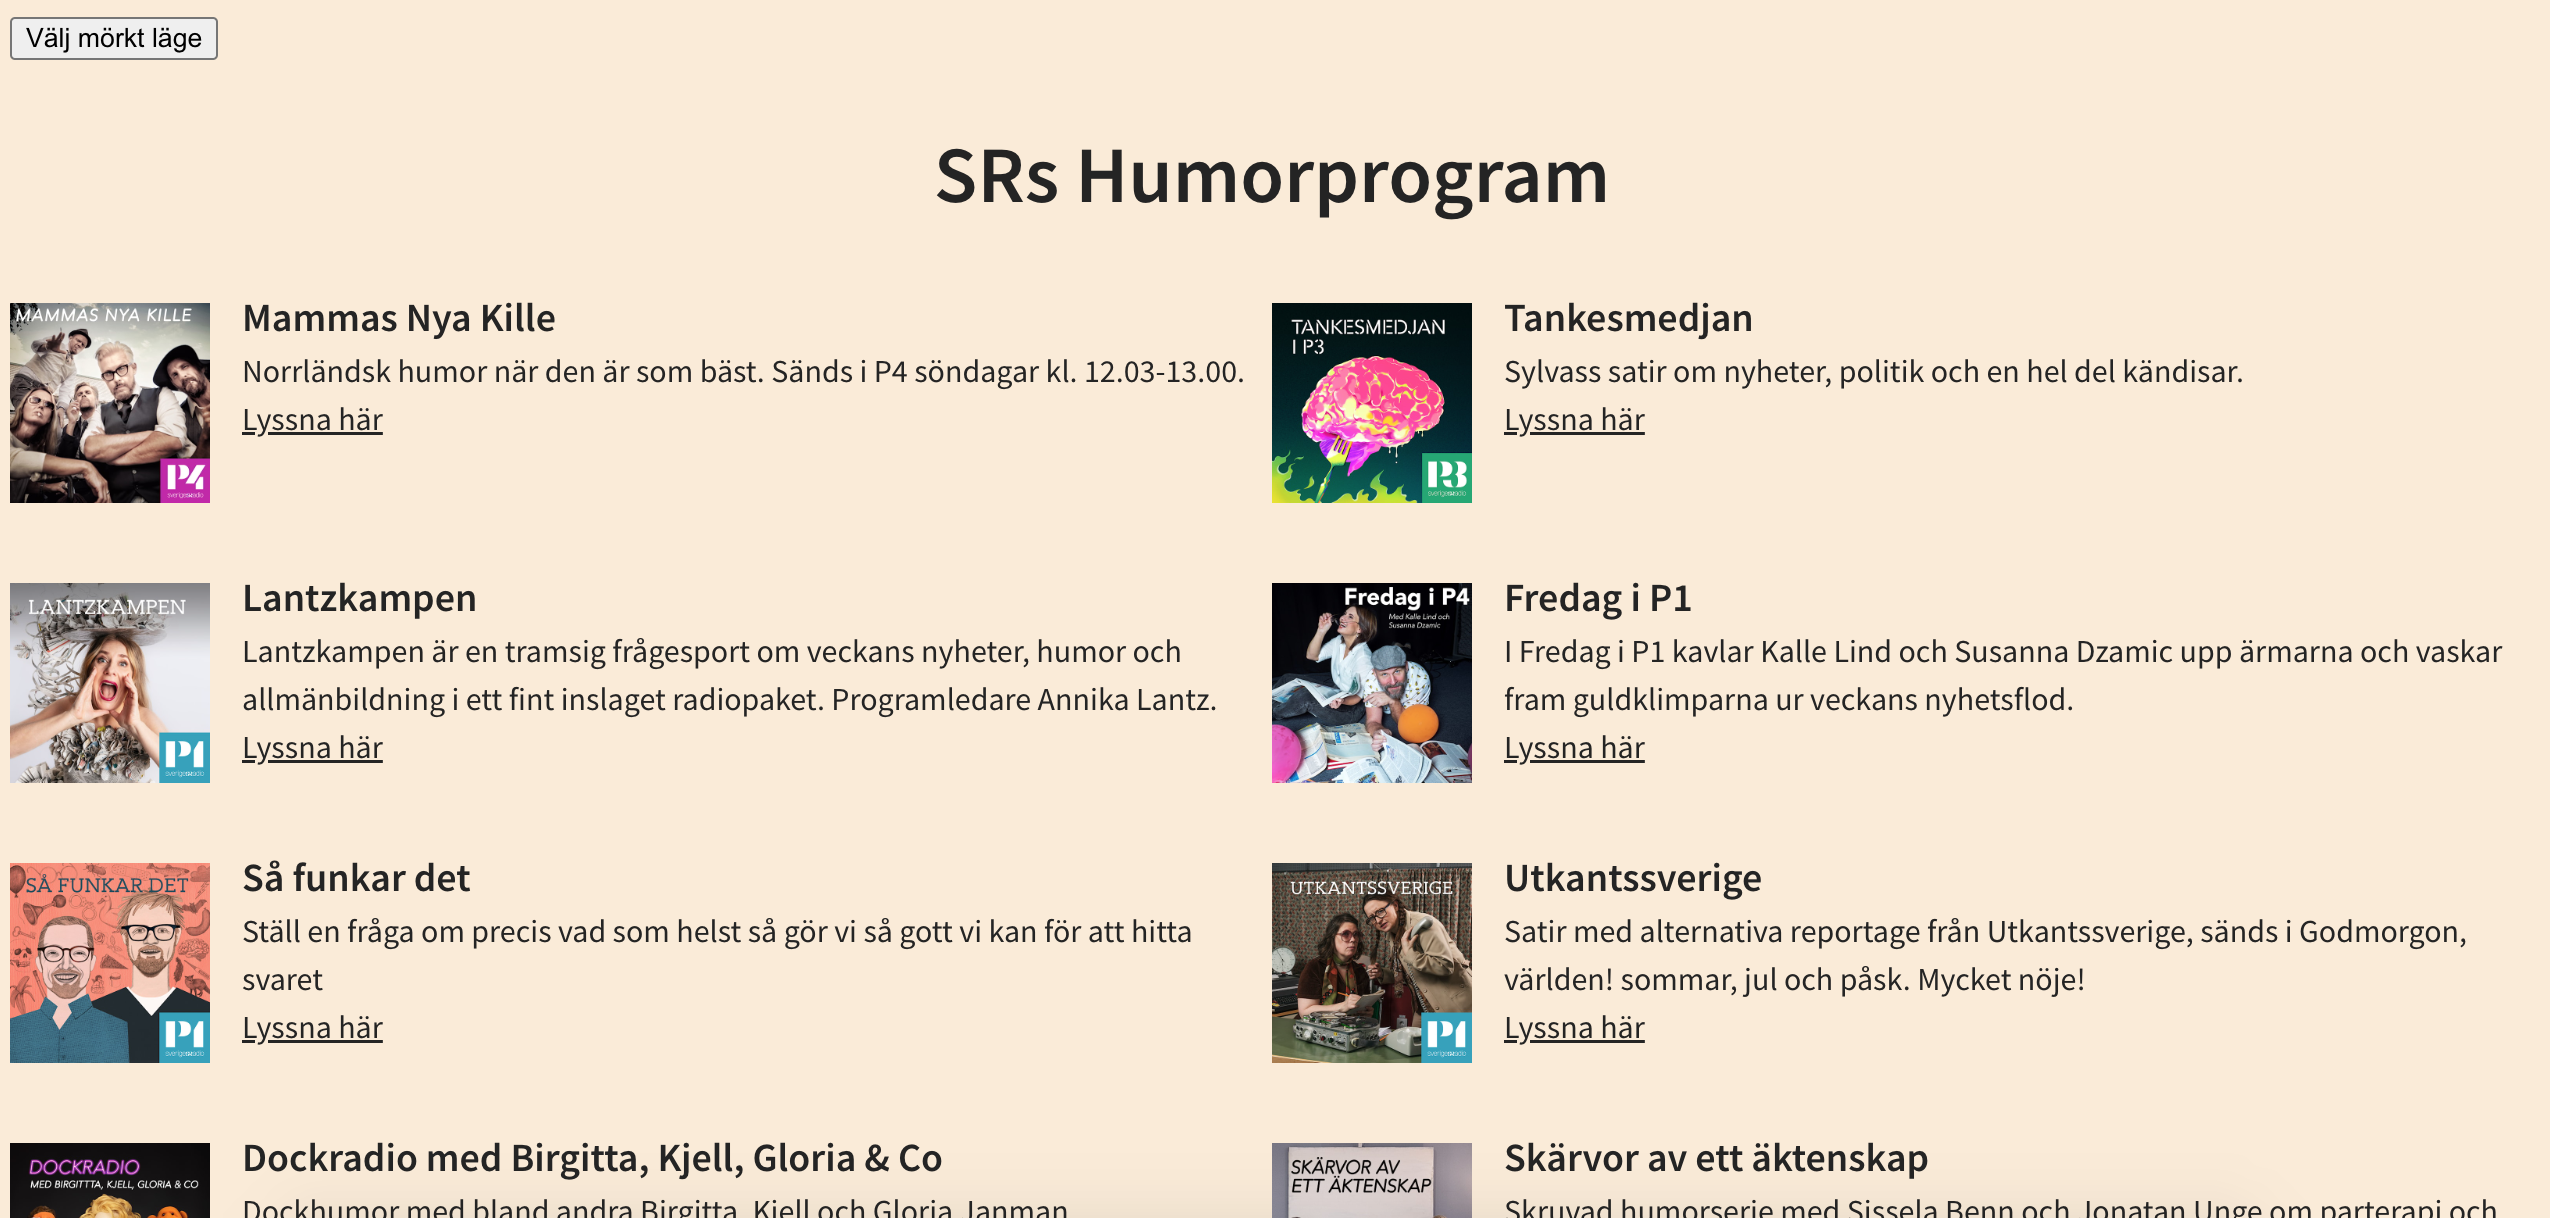 Välj mörkt läge
SRs Humorprogram
MAMMAS NYA KILLE
P4
sverigesradio
Mammas Nya Kille
Norrländsk humor när den är som bäst. Sänds i P4 söndagar kl. 12.03-13.00.
Lyssna här
TANKESMEDJAN
I P3
P3
sverigesradio
Tankesmedjan
Sylvass satir om nyheter, politik och en hel del kändisar.
Lyssna här
LANTZKAMPEN
P1
sverigesradio
Lantzkampen
Lantzkampen är en tramsig frågesport om veckans nyheter, humor och
allmänbildning i ett fint inslaget radiopaket. Programledare Annika Lantz.
Lyssna här
Fredag i P4
Med Kalle Lind och
Susanna Dzamic
Fredag i P1
I Fredag i P1 kavlar Kalle Lind och Susanna Dzamic upp ärmarna och vaskar
fram guldklimparna ur veckans nyhetsflod.
Lyssna här
SÅ FUNKAR DET
P1
sverigesradio
Så funkar det
Ställ en fråga om precis vad som helst så gör vi så gott vi kan för att hitta
svaret
Lyssna här
UTKANTSSVERIGE
P1
sverigesradio
Utkantssverige
Satir med alternativa reportage från Utkantssverige, sänds i Godmorgon,
världen! sommar, jul och påsk. Mycket nöje!
Lyssna här
DOCKRADIO
MED BIRGITTTA, KJELL, GLORIA & CO
Dockradio med Birgitta, Kjell, Gloria & Co
Dockhumor med bland andra Birgitta, Kjell och Gloria Janman
SKÄRVOR AV
ETT ÄKTENSKAP
Skärvor av ett äktenskap
Skruvad humorserie med Sissela Benn och Jonatan Unge om parterapi och